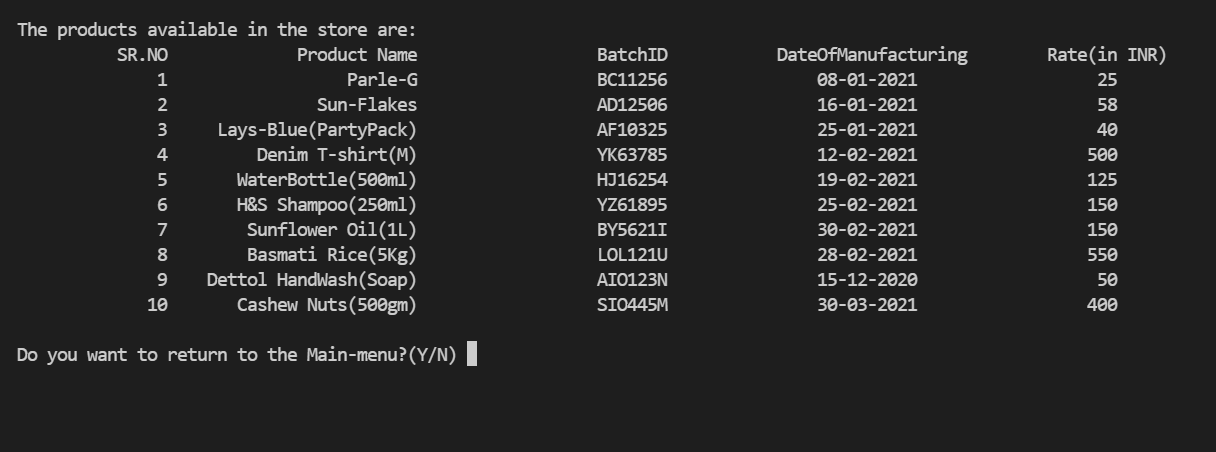 The products available in the store are:
SR.NO Product Name BatchID DateOfManufacturing Rate(in INR)
1 Parle-G BC11256 08-01-2021 25
2 Sun-Flakes AD12506 16-01-2021 58
3 Lays-Blue(PartyPack) AF10325 25-01-2021 40
4 Denim T-shirt(M) YK63785 12-02-2021 500
5 WaterBottle(500ml) HJ16254 19-02-2021 125
6 H&S Shampoo(250ml) YZ61895 25-02-2021 150
7 Sunflower Oil(1L) BY5621I 30-02-2021 150
8 Basmati Rice(5Kg) LOL121U 28-02-2021 550
9 Dettol HandWash(Soap) AIO123N 15-12-2020 50
10 Cashew Nuts(500gm) SIO445M 30-03-2021 400
Do you want to return to the Main-menu?(Y/N)